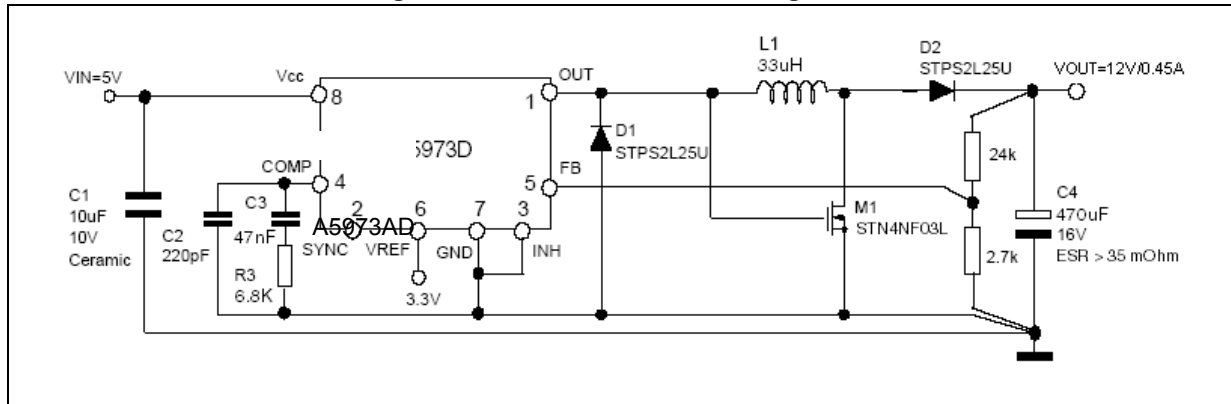 VIN=5V
Vcc
8
OUT
1
L1
33uH
D2
STPS2L25U
VOUT=12V/0.45A
D1
STPS2L25U
5973D
COMP
4
FB
5
24k
C1
10uF
10V
Ceramic
C2
220pF
C3
47nF
R3
6.8K
A5973AD
2
SYNC
6
VREF
3.3V
7
GND
3
INH
M1
STN4NF03L
2.7k
C4
470uF
16V
ESR > 35 mOhm